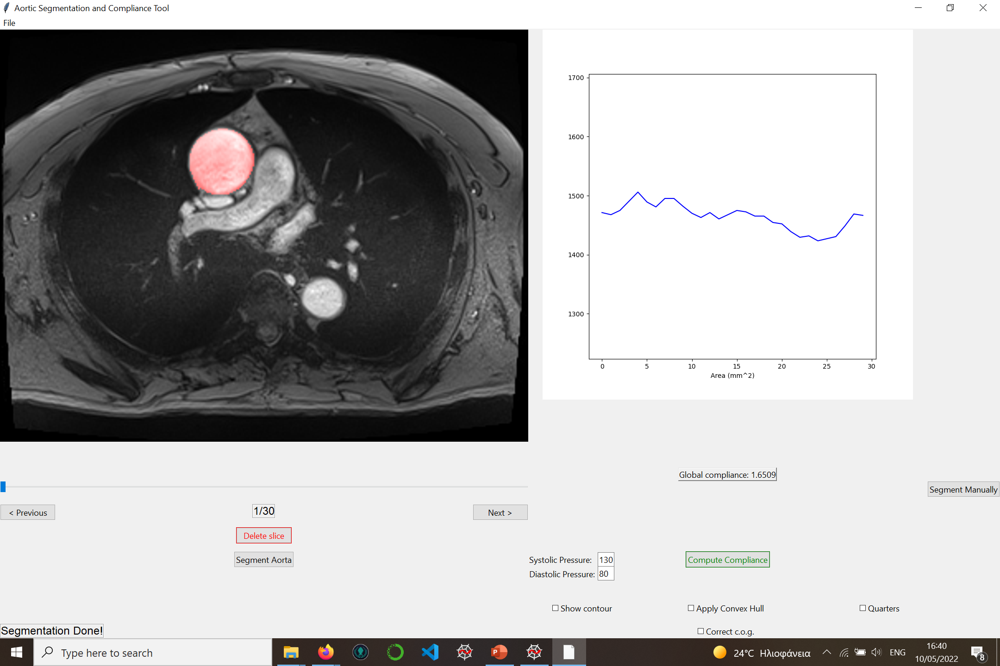 Aortic Segmentation and Compliance Tool
File
1700
1600
1500
1400
1300
0 5 10 15 20 25 30
Area (mm^2)
Global compliance: 1.6509
Segment Manually
< Previous
1/30
Next >
Delete slice
Segment Aorta
Systolic Pressure: 130
Diastolic Pressure: 80
Compute Compliance
Show contour
Apply Convex Hull
Quarters
Correct c.o.g.
Segmentation Done!
Type here to search
P
24°C Ηλιοφάνεια
ENG
16:40
10/05/2022
8